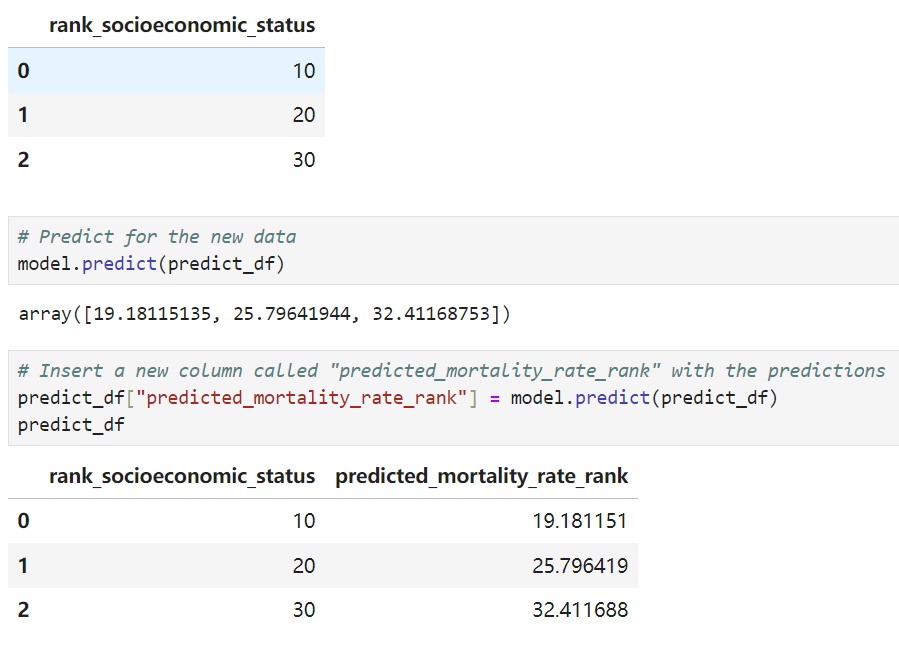 rank_socioeconomic_status
0 10
1 20
2 30
# Predict for the new data
model.predict(predict_df)
array([19.18115135, 25.79641944, 32.41168753])
# Insert a new column called "predicted_mortality_rate_rank" with the predictions
predict_df["predicted_mortality_rate_rank"] = model.predict(predict_df)
predict_df
rank_socioeconomic_status predicted_mortality_rate_rank
0 10 19.181151
1 20 25.796419
2 30 32.411688